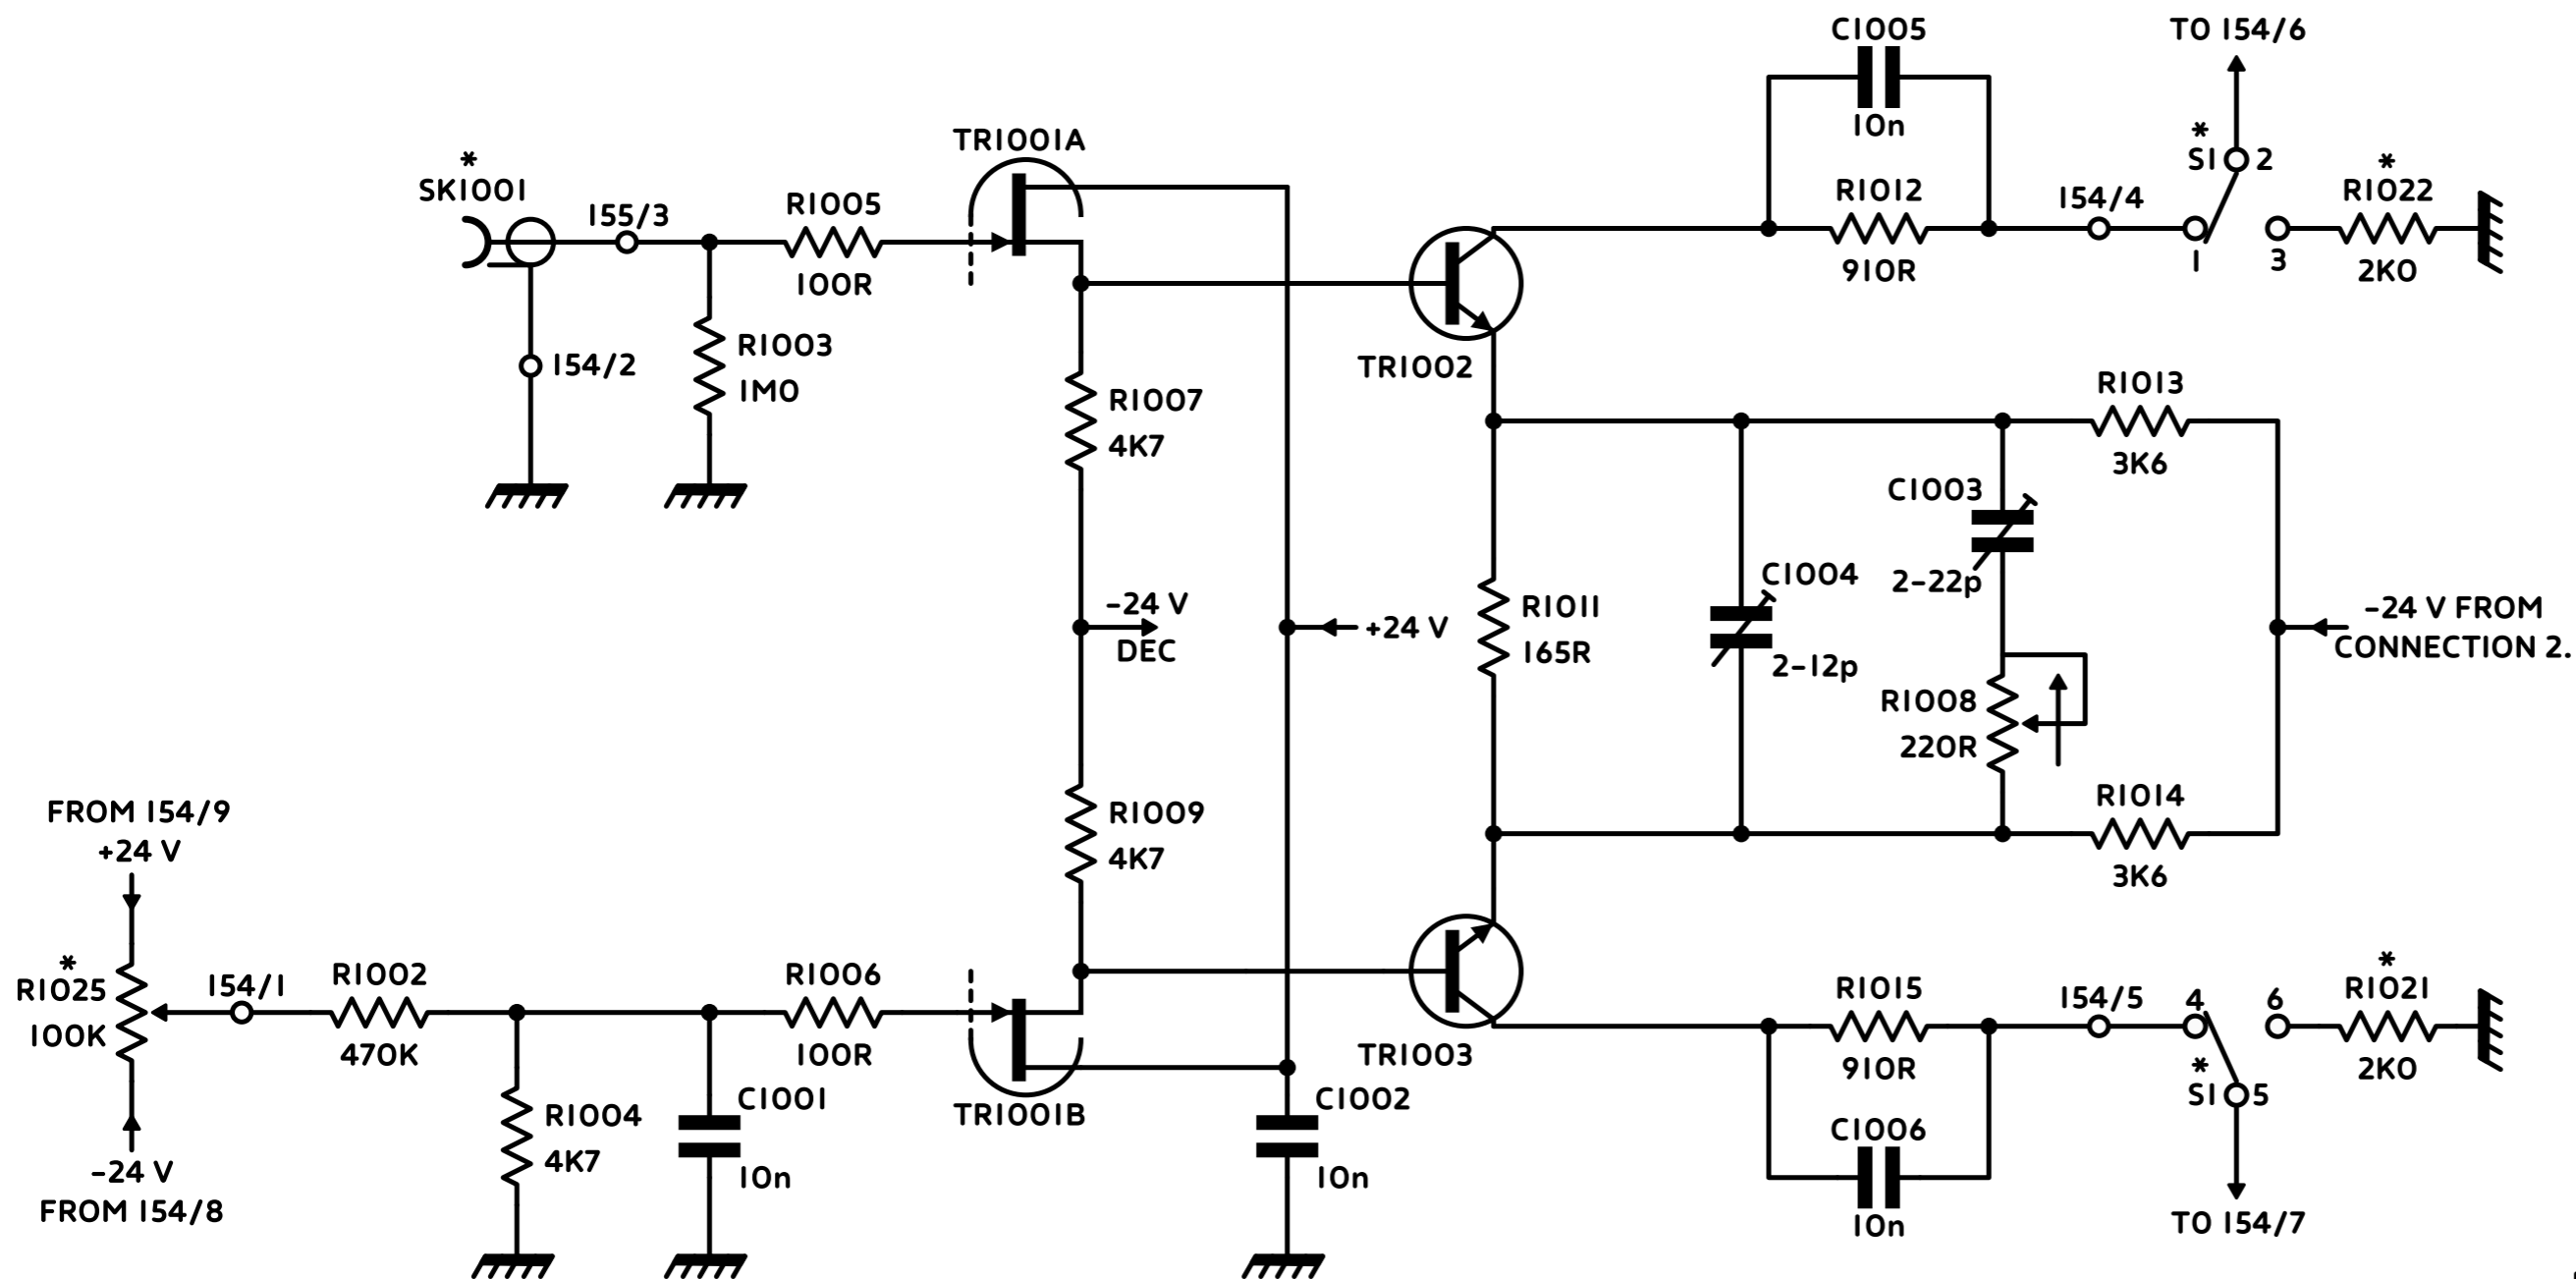 C1005
10n
TO 154/6
*
S1
2
*
R1022
2K0
R1012
910R
154/4
1
3
TR1001A
*
SK1001
155/3
R1005
100R
154/2
R1003
1M0
R1007
4K7
TR1002
R1013
3K6
C1003
2-22p
C1004
2-12p
R1011
165R
-24 V
DEC
+24 V
-24 V FROM
CONNECTION 2.
R1008
220R
R1014
3K6
FROM 154/9
+24 V
R1009
4K7
*
R1025
100K
154/1
R1002
470K
R1006
100R
R1004
4K7
C1001
10n
TR1001B
C1002
10n
-24 V
FROM 154/8
TR1003
R1015
910R
154/5
4
6
*
R1021
2K0
*
S1
5
C1006
10n
TO 154/7